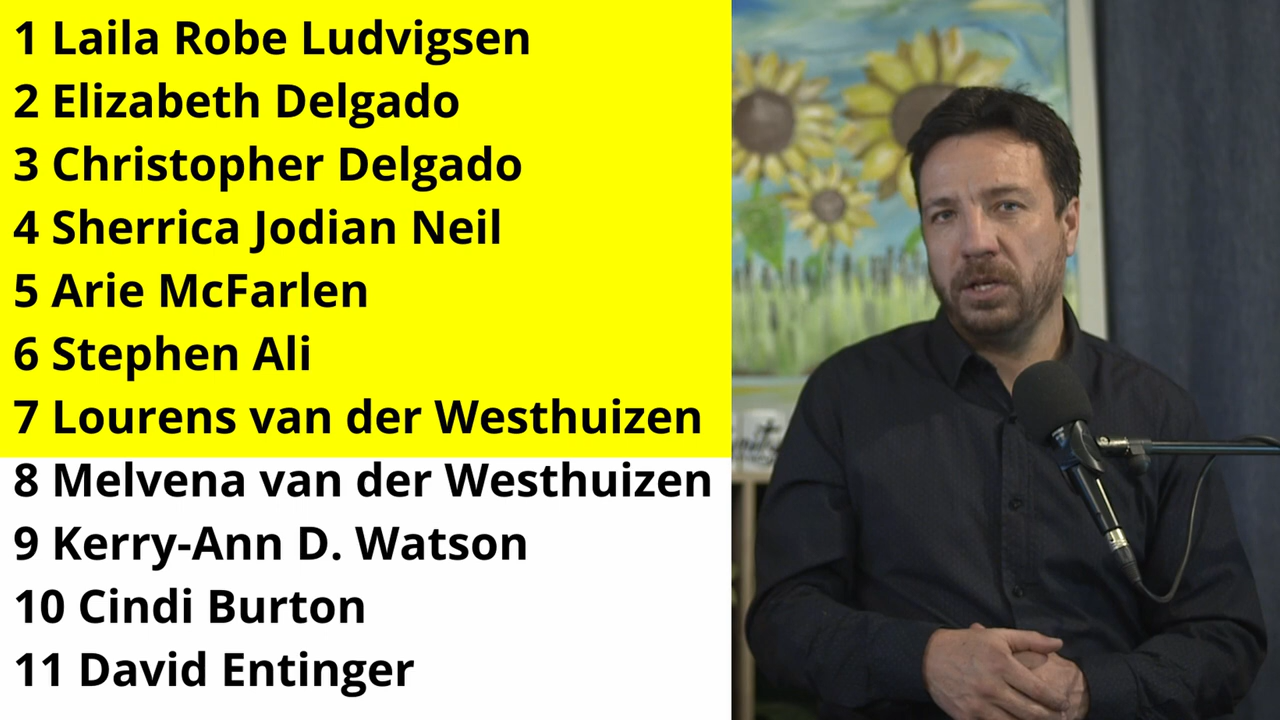 1 Laila Robe Ludvigsen
2 Elizabeth Delgado
3 Christopher Delgado
4 Sherrica Jodian Neil
5 Arie McFarlen
6 Stephen Ali
7 Lourens van der Westhuizen
8 Melvena van der Westhuizen
9 Kerry-Ann D. Watson
10 Cindi Burton
11 David Entinger